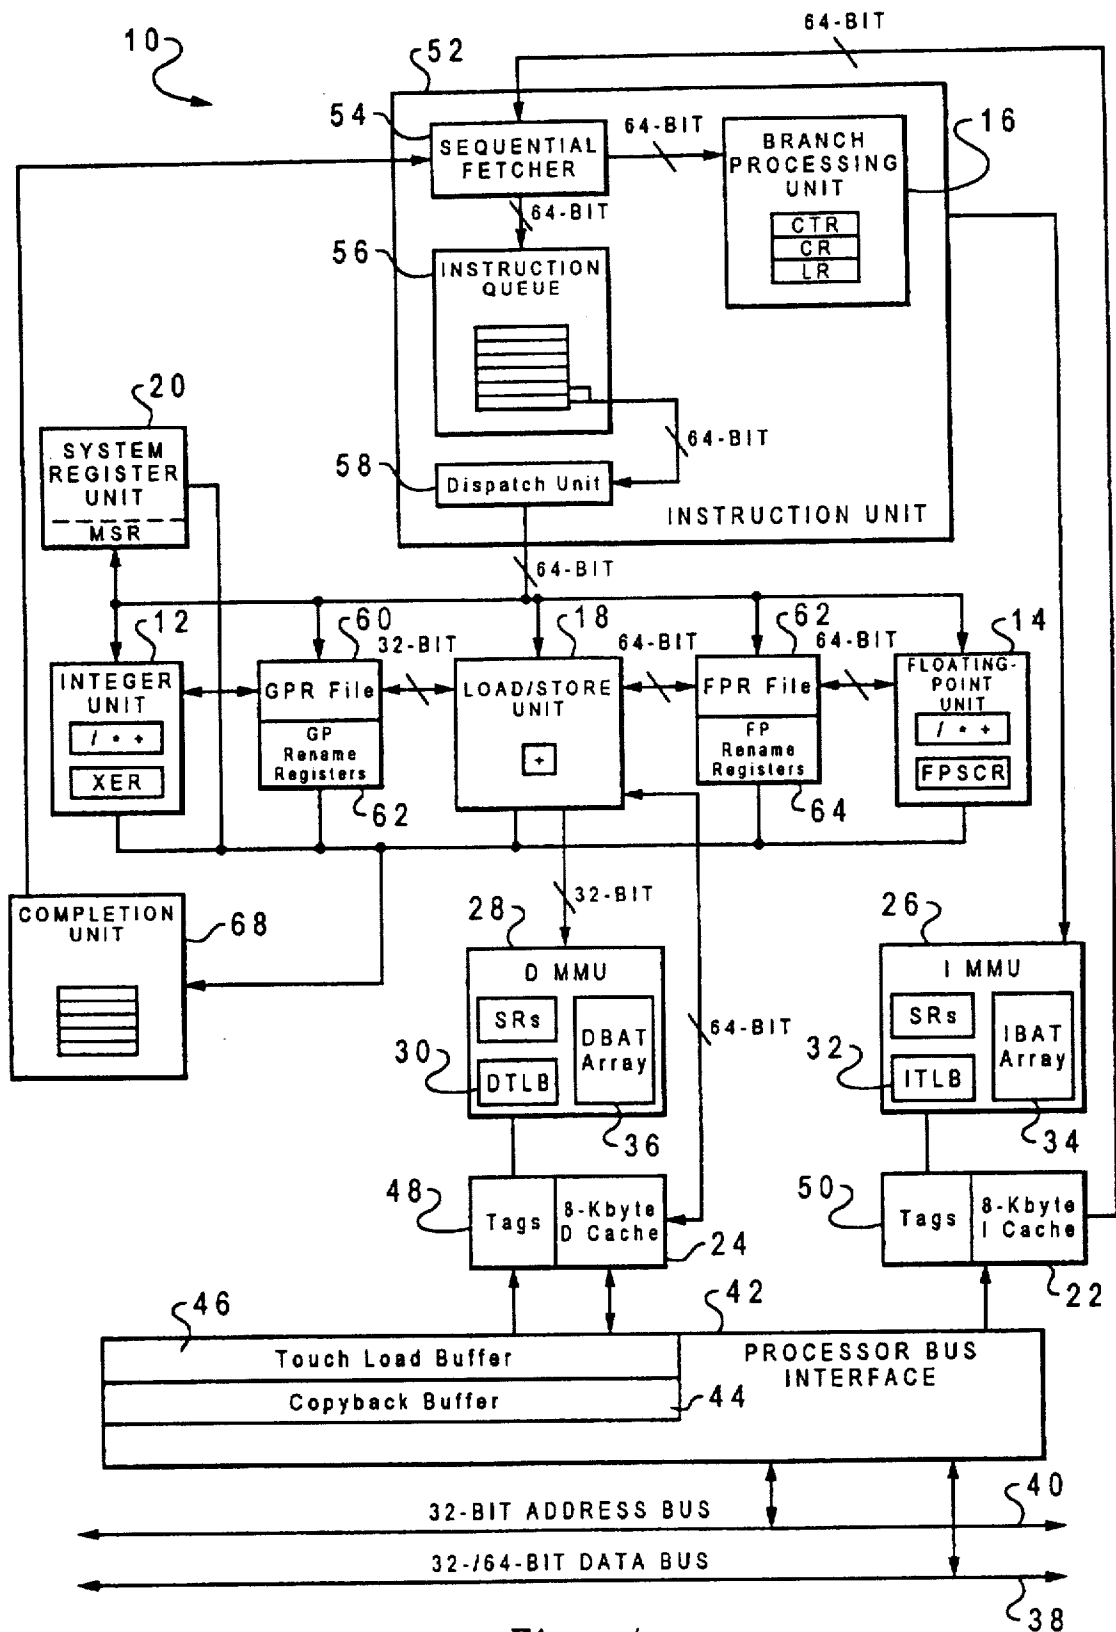 64-BIT
10
52
54
SEQUENTIAL
FETCHER
64-BIT
BRANCH
PROCESSING
UNIT
16
CTR
CR
LR
64-BIT
56
INSTRUCTION
QUEUE
64-BIT
58
Dispatch Unit
INSTRUCTION UNIT
20
SYSTEM
REGISTER
UNIT
MSR
64-BIT
12
INTEGER
UNIT
/ * +
XER
60
GPR File
GP
Rename
Registers
62
32-BIT
18
LOAD/STORE
UNIT
+
64-BIT
62
FPR File
FP
Rename
Registers
64
64-BIT
14
FLOATING-
POINT
UNIT
/ * +
FPSCR
COMPLETION
UNIT
68
32-BIT
28
D MMU
SRs
DBAT
Array
30
DTLB
36
64-BIT
26
I MMU
SRs
IBAT
Array
32
ITLB
34
48
Tags
8-Kbyte
D Cache
24
50
Tags
8-Kbyte
I Cache
22
46
42
Touch Load Buffer
PROCESSOR BUS
INTERFACE
Copyback Buffer
44
32-BIT ADDRESS BUS
40
32-/64-BIT DATA BUS
38